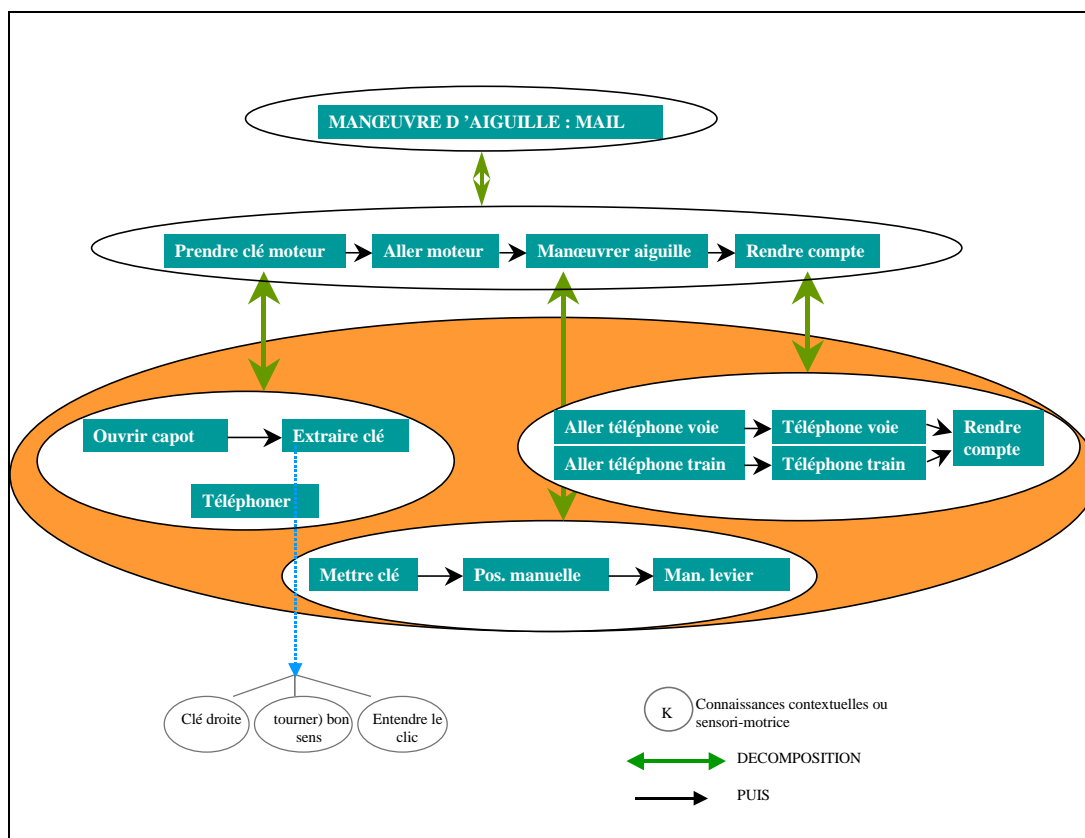 MANŒUVRE D ’AIGUILLE : MAIL
Prendre clé moteur
Aller moteur
Manœuvrer aiguille
Rendre compte
Ouvrir capot
Extraire clé
Téléphoner
Aller téléphone voie
Téléphone voie
Aller téléphone train
Téléphone train
Rendre
compte
Mettre clé
Pos. manuelle
Man. levier
Clé droite
tourner) bon
sens
Entendre le
clic
K
Connaissances contextuelles ou
sensori-motrice
DECOMPOSITION
PUIS